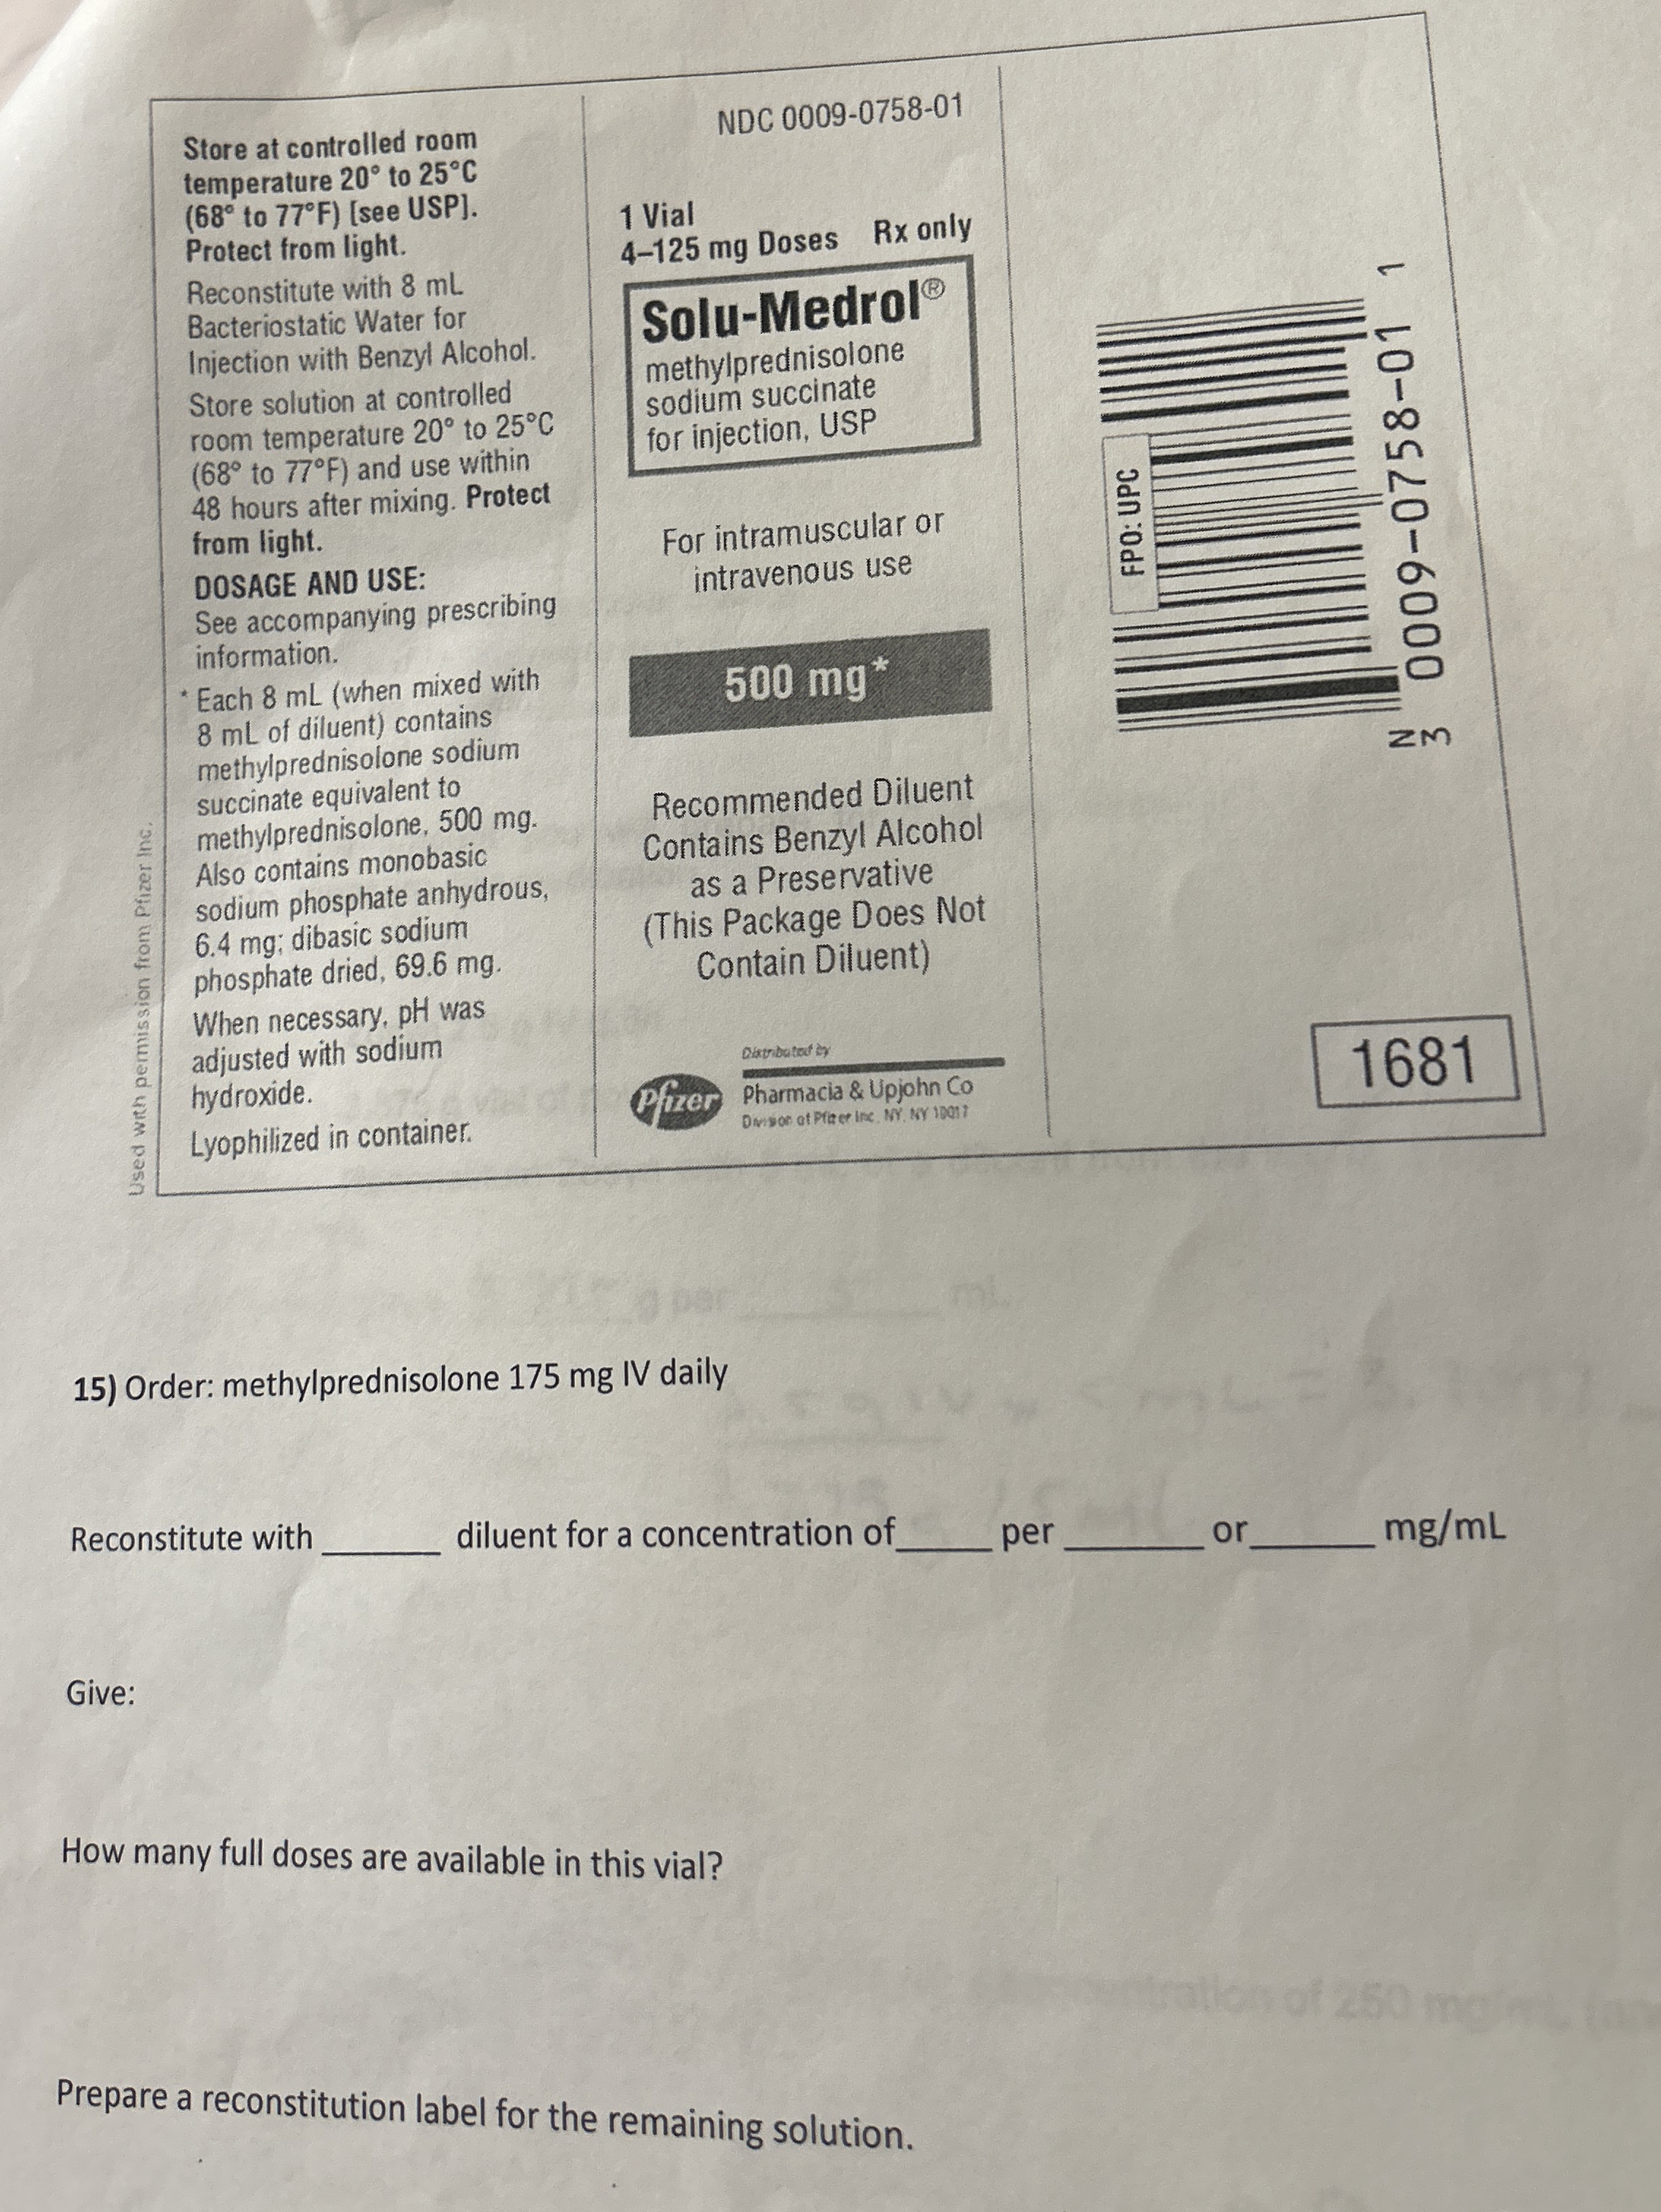 Store at controlled room
temperature 20° to 25°C
(68° to 77°F) [see USP].
Protect from light.
Reconstitute with 8 mL
Bacteriostatic Water for
Injection with Benzyl Alcohol.
Store solution at controlled
room temperature 20° to 25°C
(68° to 77°F) and use within
48 hours after mixing. Protect
from light.
DOSAGE AND USE:
See accompanying prescribing
information.
* Each 8 mL (when mixed with
8 mL of diluent) contains
methylprednisolone sodium
succinate equivalent to
methylprednisolone, 500 mg.
Also contains monobasic
sodium phosphate anhydrous,
6.4 mg; dibasic sodium
phosphate dried, 69.6 mg.
When necessary, pH was
adjusted with sodium
hydroxide.
Lyophilized in container.
Used with permission from Pfizer Inc.
NDC 0009-0758-01
1 Vial
4–125 mg Doses Rx only
Solu-Medrol®
methylprednisolone
sodium succinate
for injection, USP
For intramuscular or
intravenous use
500 mg*
Recommended Diluent
Contains Benzyl Alcohol
as a Preservative
(This Package Does Not
Contain Diluent)
Pfizer
Distributed by
Pharmacia & Upjohn Co
Division of Pfizer Inc, NY, NY 10017
FPO: UPC
N
3 0009-0758-01 1
1681
15) Order: methylprednisolone 175 mg IV daily
Reconstitute with ______ diluent for a concentration of_____ per _______ or______ mg/mL
Give:
How many full doses are available in this vial?
Prepare a reconstitution label for the remaining solution.